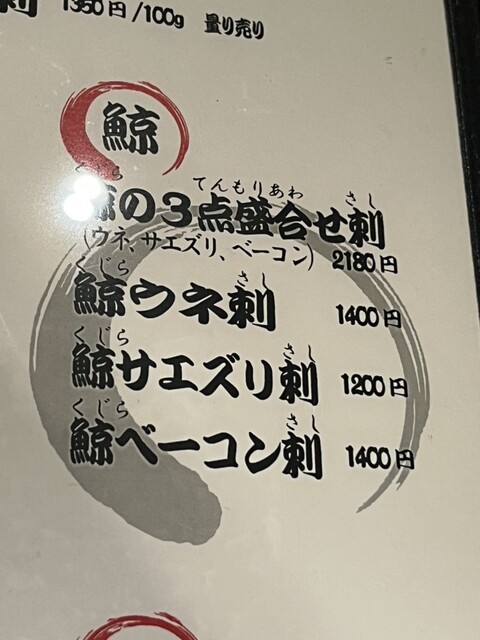 刺 1350円/100g 量り売り
鯨
くじら てんもりあわ さし
鯨の3点盛合せ刺
(ウネ、サエズリ、ベーコン) 2180円
くじら さし
鯨ウネ刺 1400円
くじら さし
鯨サエズリ刺 1200円
くじら さし
鯨ベーコン刺 1400円